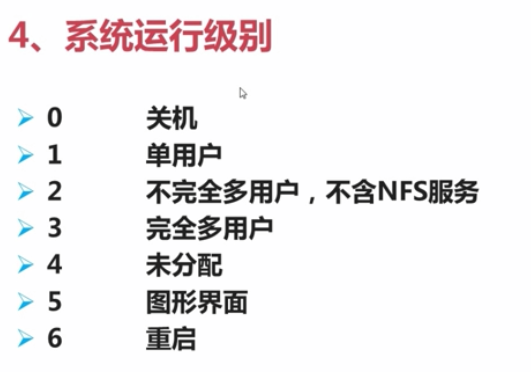 4、系统运行级别
0 关机
1 单用户
2 不完全多用户，不含NFS服务
3 完全多用户
4 未分配
5 图形界面
6 重启